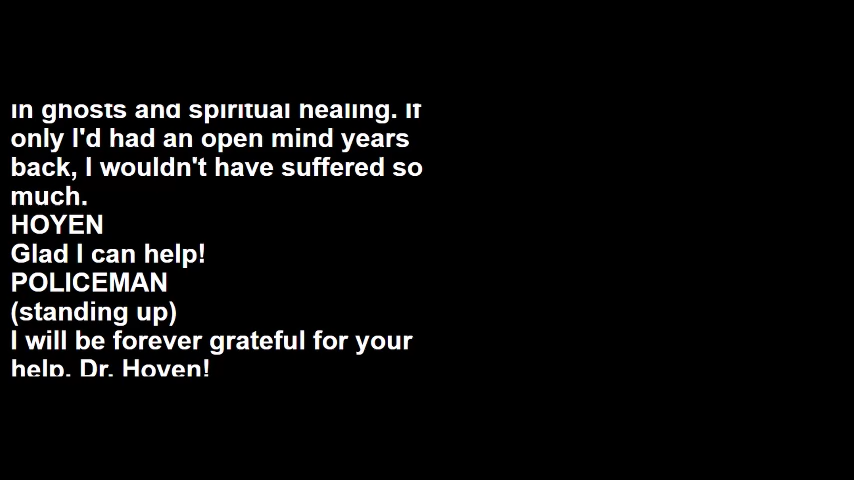 in ghosts and spiritual healing. If
only I'd had an open mind years
back, I wouldn't have suffered so
much.
HOYEN
Glad I can help!
POLICEMAN
(standing up)
I will be forever grateful for your
help, Dr. Hoyen!